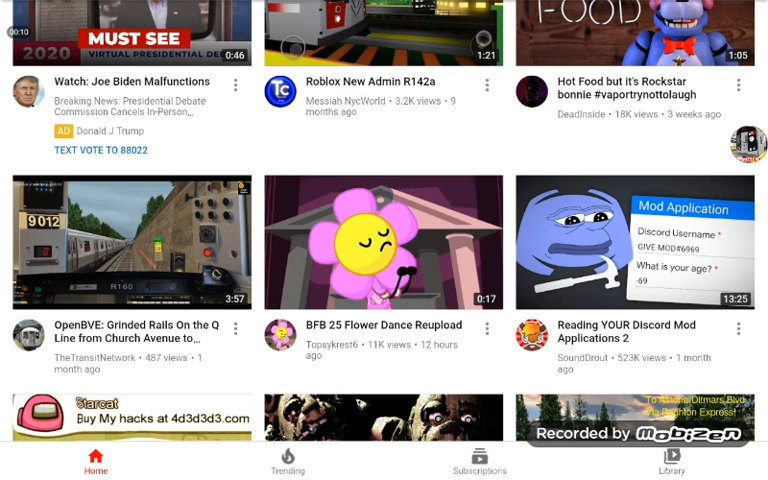 00:10
2020
MUST SEE
VIRTUAL PRESIDENTIAL DE
0:46
1:21
FOOD
1:05
Watch: Joe Biden Malfunctions
Breaking News: Presidential Debate
Commission Cancels In-Person,...
AD Donald J Trump
TEXT VOTE TO 88022
Tc
Roblox New Admin R142a
Messiah NycWorld • 3.2K views • 9
months ago
Hot Food but it's Rockstar
bonnie #vaportrynottolaugh
DeadInside • 18K views • 3 weeks ago
9012
R160
3:57
0:17
Mod Application
Discord Username *
GIVE MOD#6969
What is your age? *
-69
13:25
OpenBVE: Grinded Rails On the Q
Line from Church Avenue to...
TheTransitNetwork • 487 views • 1
month ago
BFB 25 Flower Dance Reupload
Topsykrest6 • 11K views • 12 hours
ago
Reading YOUR Discord Mod
Applications 2
SoundDrout • 523K views • 1 month
ago
Starcat
Buy My hacks at 4d3d3d3.com
To Astoria Ditmars Blvd
Via Brighton Express!
Recorded by MOBIZEN
Home
Trending
Subscriptions
Library